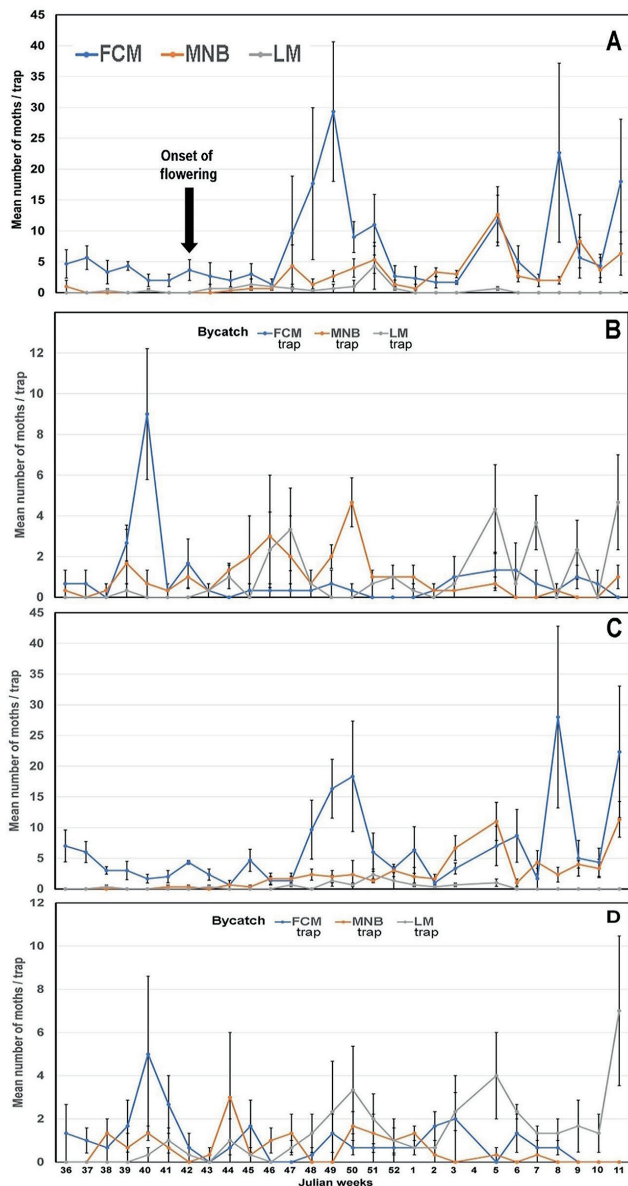 45
40
35
30
25
20
15
10
5
0
Mean number of moths / trap
FCM MNB LM
A
Onset of
flowering
12
10
8
6
4
2
0
Mean number of moths / trap
Bycatch FCM trap MNB trap LM trap
B
45
40
35
30
25
20
15
10
5
0
Mean number of moths / trap
C
12
10
8
6
4
2
0
Mean number of moths / trap
Bycatch FCM trap MNB trap LM trap
D
36 37 38 39 40 41 42 43 44 45 46 47 48 49 50 51 52 1 2 3 4 5 6 7 8 9 10 11
Julian weeks